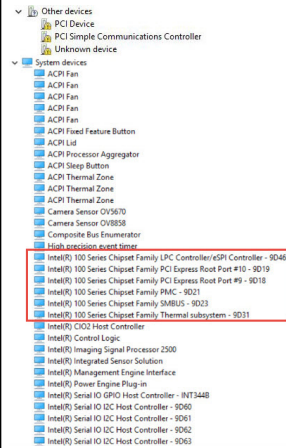 Other devices
PCI Device
PCI Simple Communications Controller
Unknown device
System devices
ACPI Fan
ACPI Fan
ACPI Fan
ACPI Fan
ACPI Fan
ACPI Fixed Feature Button
ACPI Lid
ACPI Processor Aggregator
ACPI Sleep Button
ACPI Thermal Zone
ACPI Thermal Zone
ACPI Thermal Zone
Camera Sensor OV5670
Camera Sensor OV8858
Composite Bus Enumerator
High precision event timer
Intel(R) 100 Series Chipset Family LPC Controller/eSPI Controller - 9D46
Intel(R) 100 Series Chipset Family PCI Express Root Port #10 - 9D19
Intel(R) 100 Series Chipset Family PCI Express Root Port #9 - 9D18
Intel(R) 100 Series Chipset Family PMC - 9D21
Intel(R) 100 Series Chipset Family SMBUS - 9D23
Intel(R) 100 Series Chipset Family Thermal subsystem - 9D31
Intel(R) CIO2 Host Controller
Intel(R) Control Logic
Intel(R) Imaging Signal Processor 2500
Intel(R) Integrated Sensor Solution
Intel(R) Management Engine Interface
Intel(R) Power Engine Plug-in
Intel(R) Serial IO GPIO Host Controller - INT344B
Intel(R) Serial IO I2C Host Controller - 9D60
Intel(R) Serial IO I2C Host Controller - 9D61
Intel(R) Serial IO I2C Host Controller - 9D62
Intel(R) Serial IO I2C Host Controller - 9D63